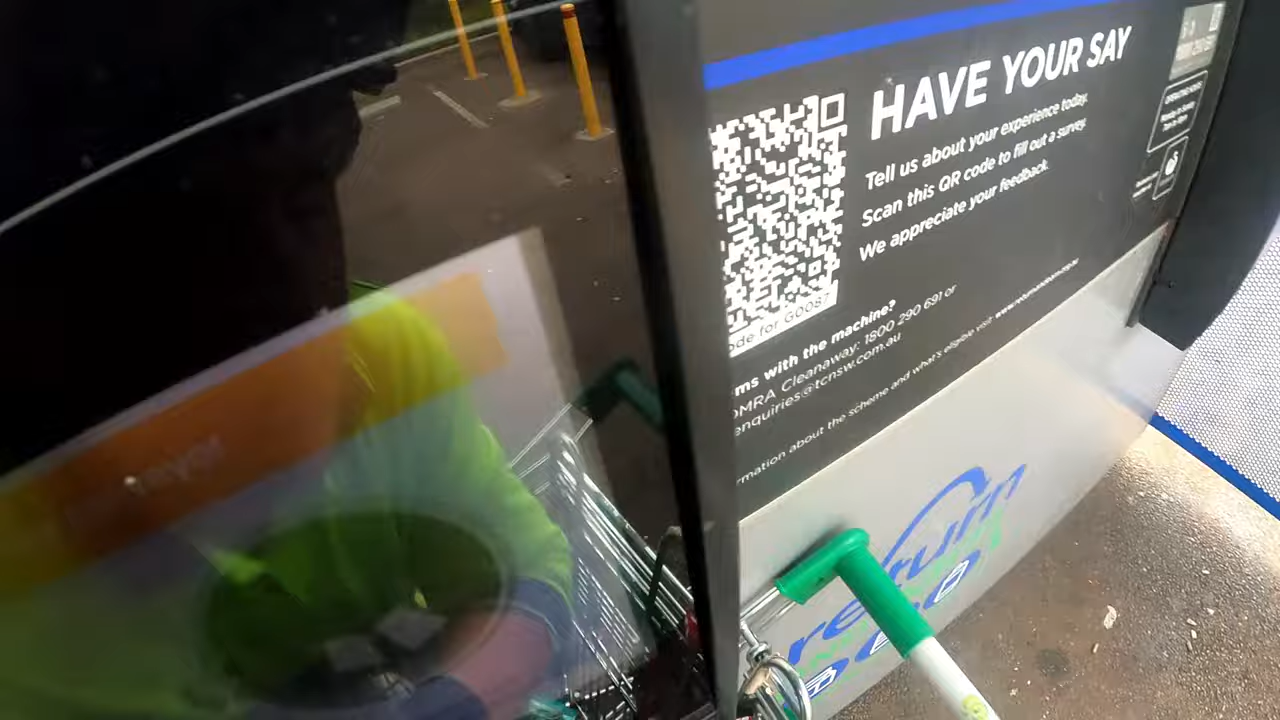 HAVE YOUR SAY
Tell us about your experience today.
Scan this QR code to fill out a survey.
We appreciate your feedback.
ode for G0087
ms with the machine?
OMRA Cleanaway: 1800 290 691 or
enquiries@tcnsw.com.au
rmation about the scheme and what's eligible visit
return